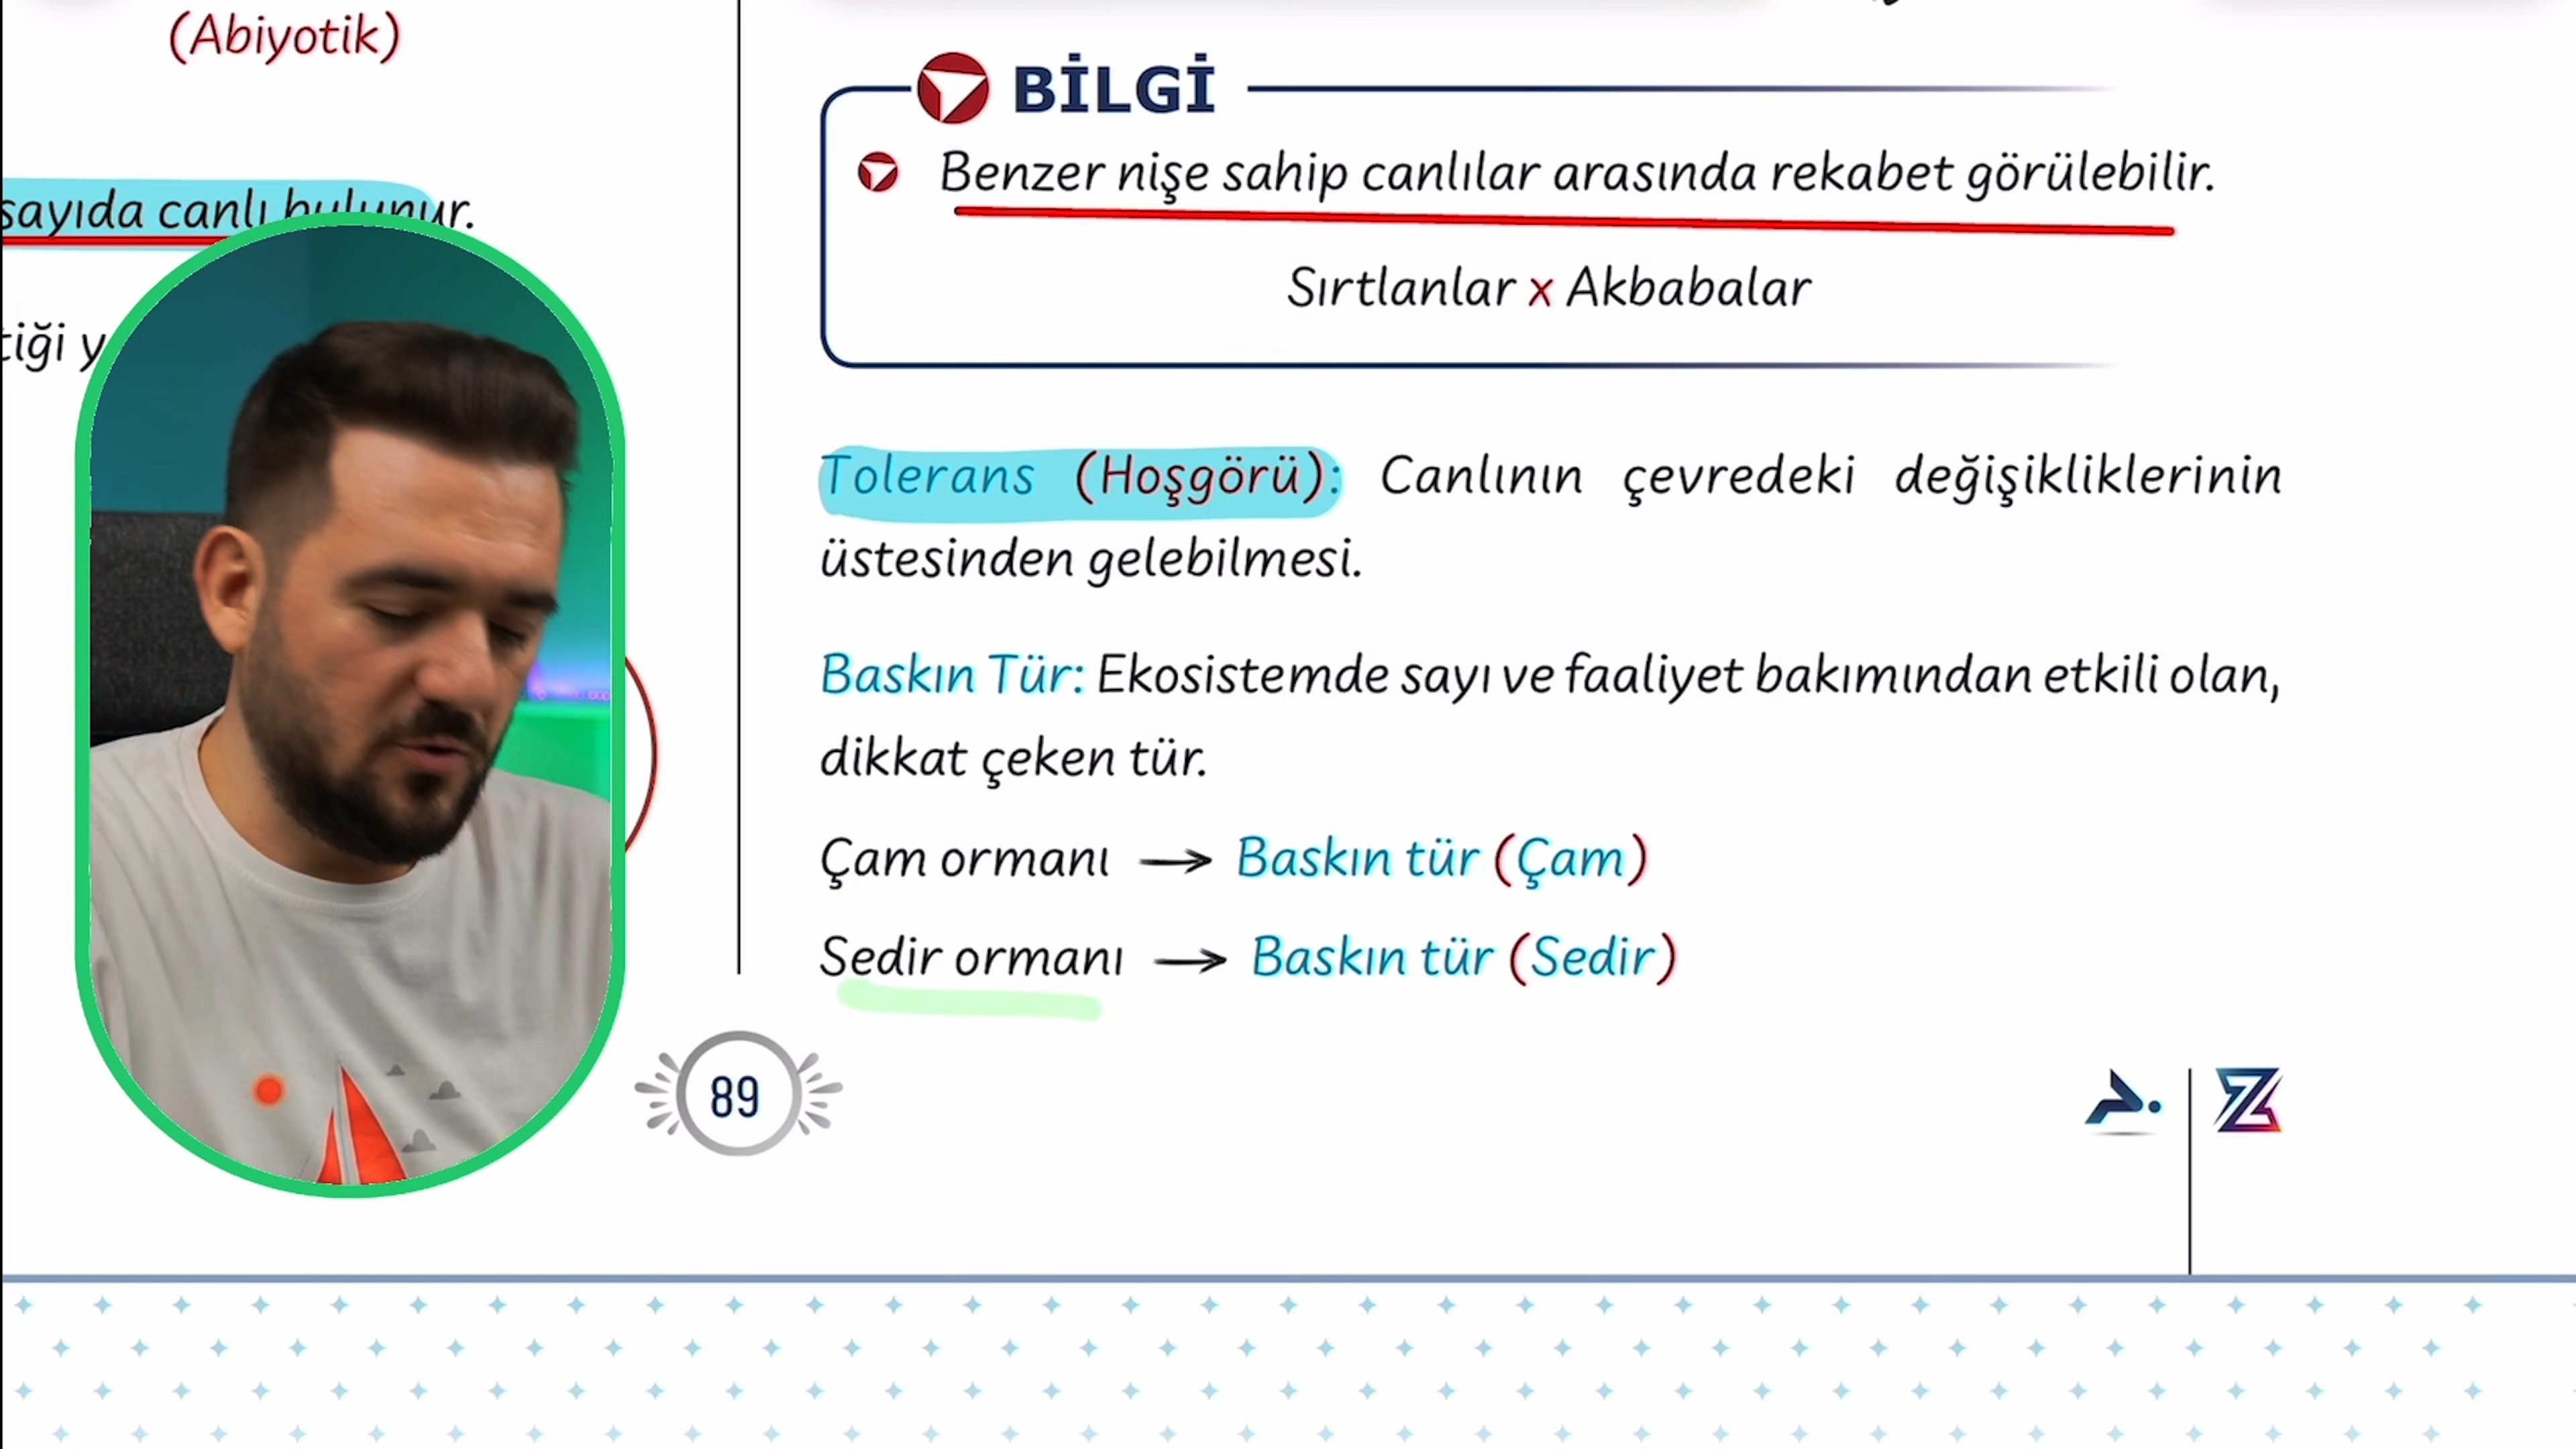 (Abiyotik)
sayıda canlı bulunur.
tiği y
BİLGİ
Benzer nişe sahip canlılar arasında rekabet görülebilir.
Sırtlanlar x Akbabalar
Tolerans (Hoşgörü): Canlının çevredeki değişikliklerinin
üstesinden gelebilmesi.
Baskın Tür: Ekosistemde sayı ve faaliyet bakımından etkili olan,
dikkat çeken tür.
Çam ormanı → Baskın tür (Çam)
Sedir ormanı → Baskın tür (Sedir)
89